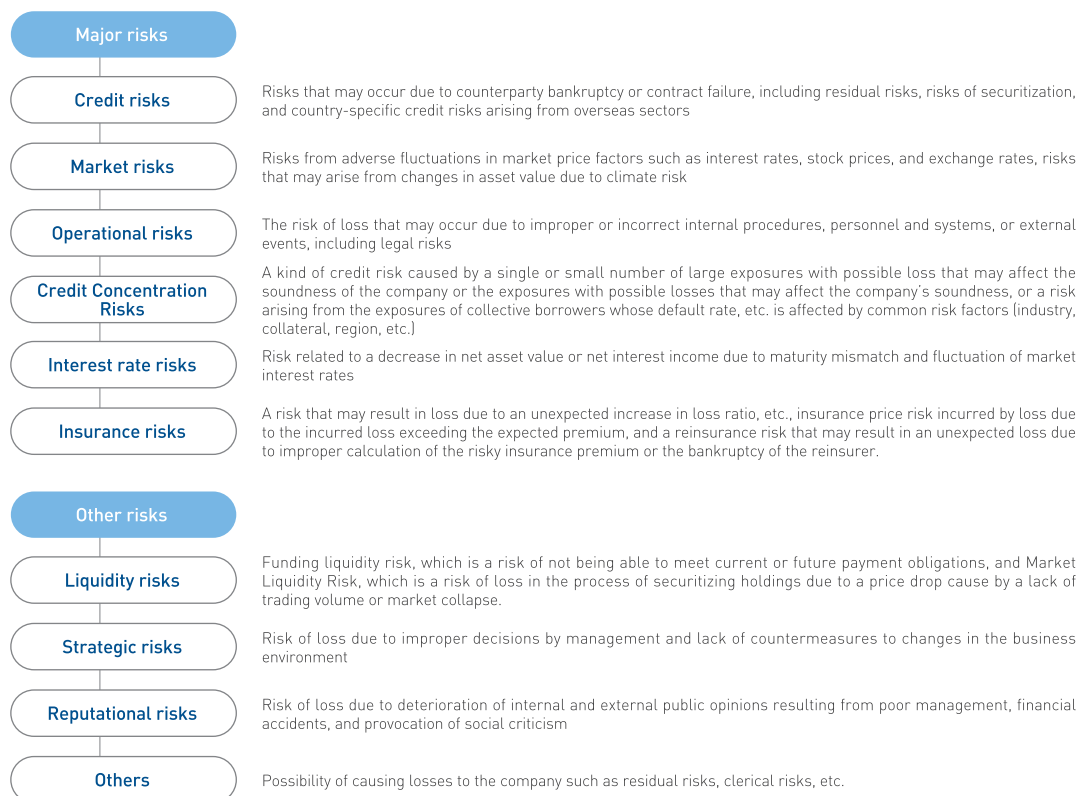 Major risks
Credit risks
Risks that may occur due to counterparty bankruptcy or contract failure, including residual risks, risks of securitization,
and country-specific credit risks arising from overseas sectors
Market risks
Risks from adverse fluctuations in market price factors such as interest rates, stock prices, and exchange rates, risks
that may arise from changes in asset value due to climate risk
Operational risks
The risk of loss that may occur due to improper or incorrect internal procedures, personnel and systems, or external
events, including legal risks
Credit Concentration
Risks
A kind of credit risk caused by a single or small number of large exposures with possible loss that may affect the
soundness of the company or the exposures with possible losses that may affect the company's soundness, or a risk
arising from the exposures of collective borrowers whose default rate, etc. is affected by common risk factors (industry,
collateral, region, etc.)
Interest rate risks
Risk related to a decrease in net asset value or net interest income due to maturity mismatch and fluctuation of market
interest rates
Insurance risks
A risk that may result in loss due to an unexpected increase in loss ratio, etc., insurance price risk incurred by loss due
to the incurred loss exceeding the expected premium, and a reinsurance risk that may result in an unexpected loss due
to improper calculation of the risky insurance premium or the bankruptcy of the reinsurer.
Other risks
Liquidity risks
Funding liquidity risk, which is a risk of not being able to meet current or future payment obligations, and Market
Liquidity Risk, which is a risk of loss in the process of securitizing holdings due to a price drop cause by a lack of
trading volume or market collapse.
Strategic risks
Risk of loss due to improper decisions by management and lack of countermeasures to changes in the business
environment
Reputational risks
Risk of loss due to deterioration of internal and external public opinions resulting from poor management, financial
accidents, and provocation of social criticism
Others
Possibility of causing losses to the company such as residual risks, clerical risks, etc.